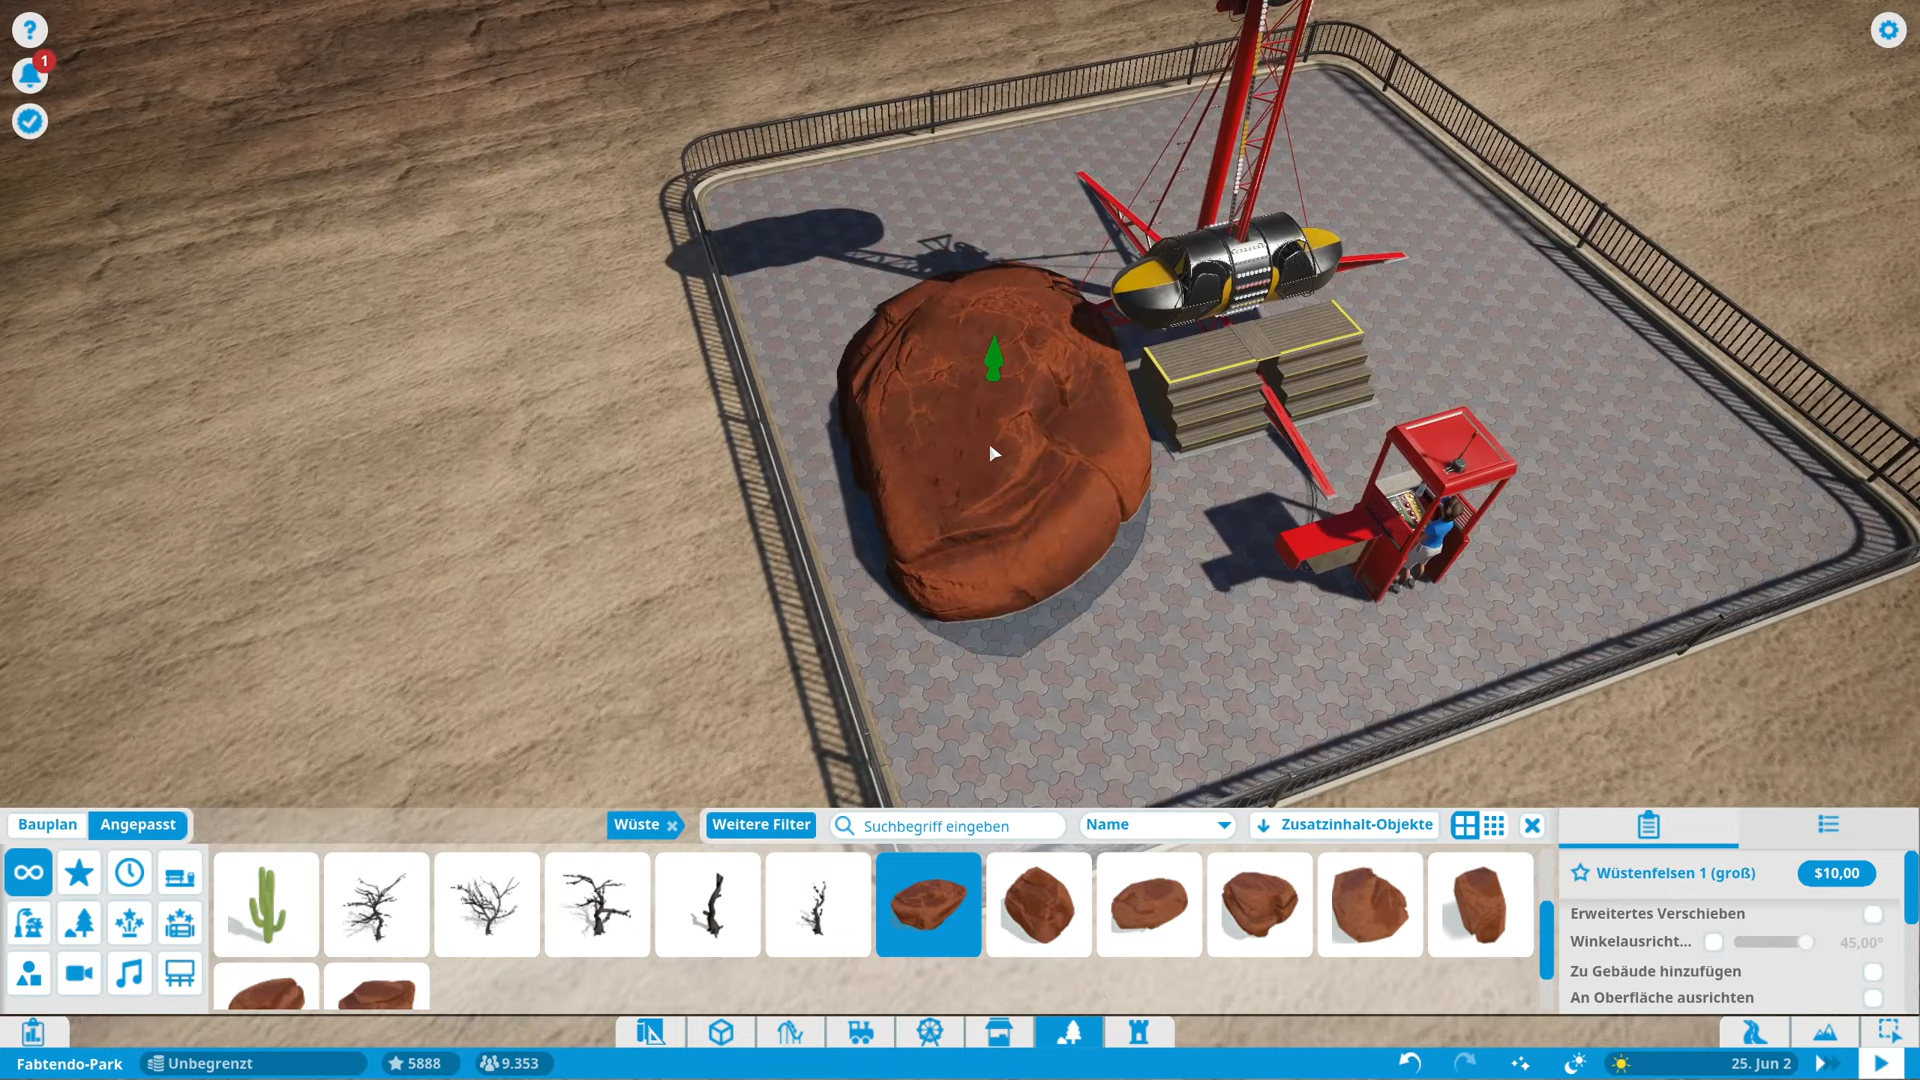 ?
1
Bauplan
Angepasst
Wüste
Weitere Filter
Suchbegriff eingeben
Name
Zusatzinhalt-Objekte
Wüstenfelsen 1 (groß)
$10,00
Erweitertes Verschieben
Winkelausricht...
45,00°
Zu Gebäude hinzufügen
An Oberfläche ausrichten
Fabtendo-Park
Unbegrenzt
5888
9.353
25. Jun 2